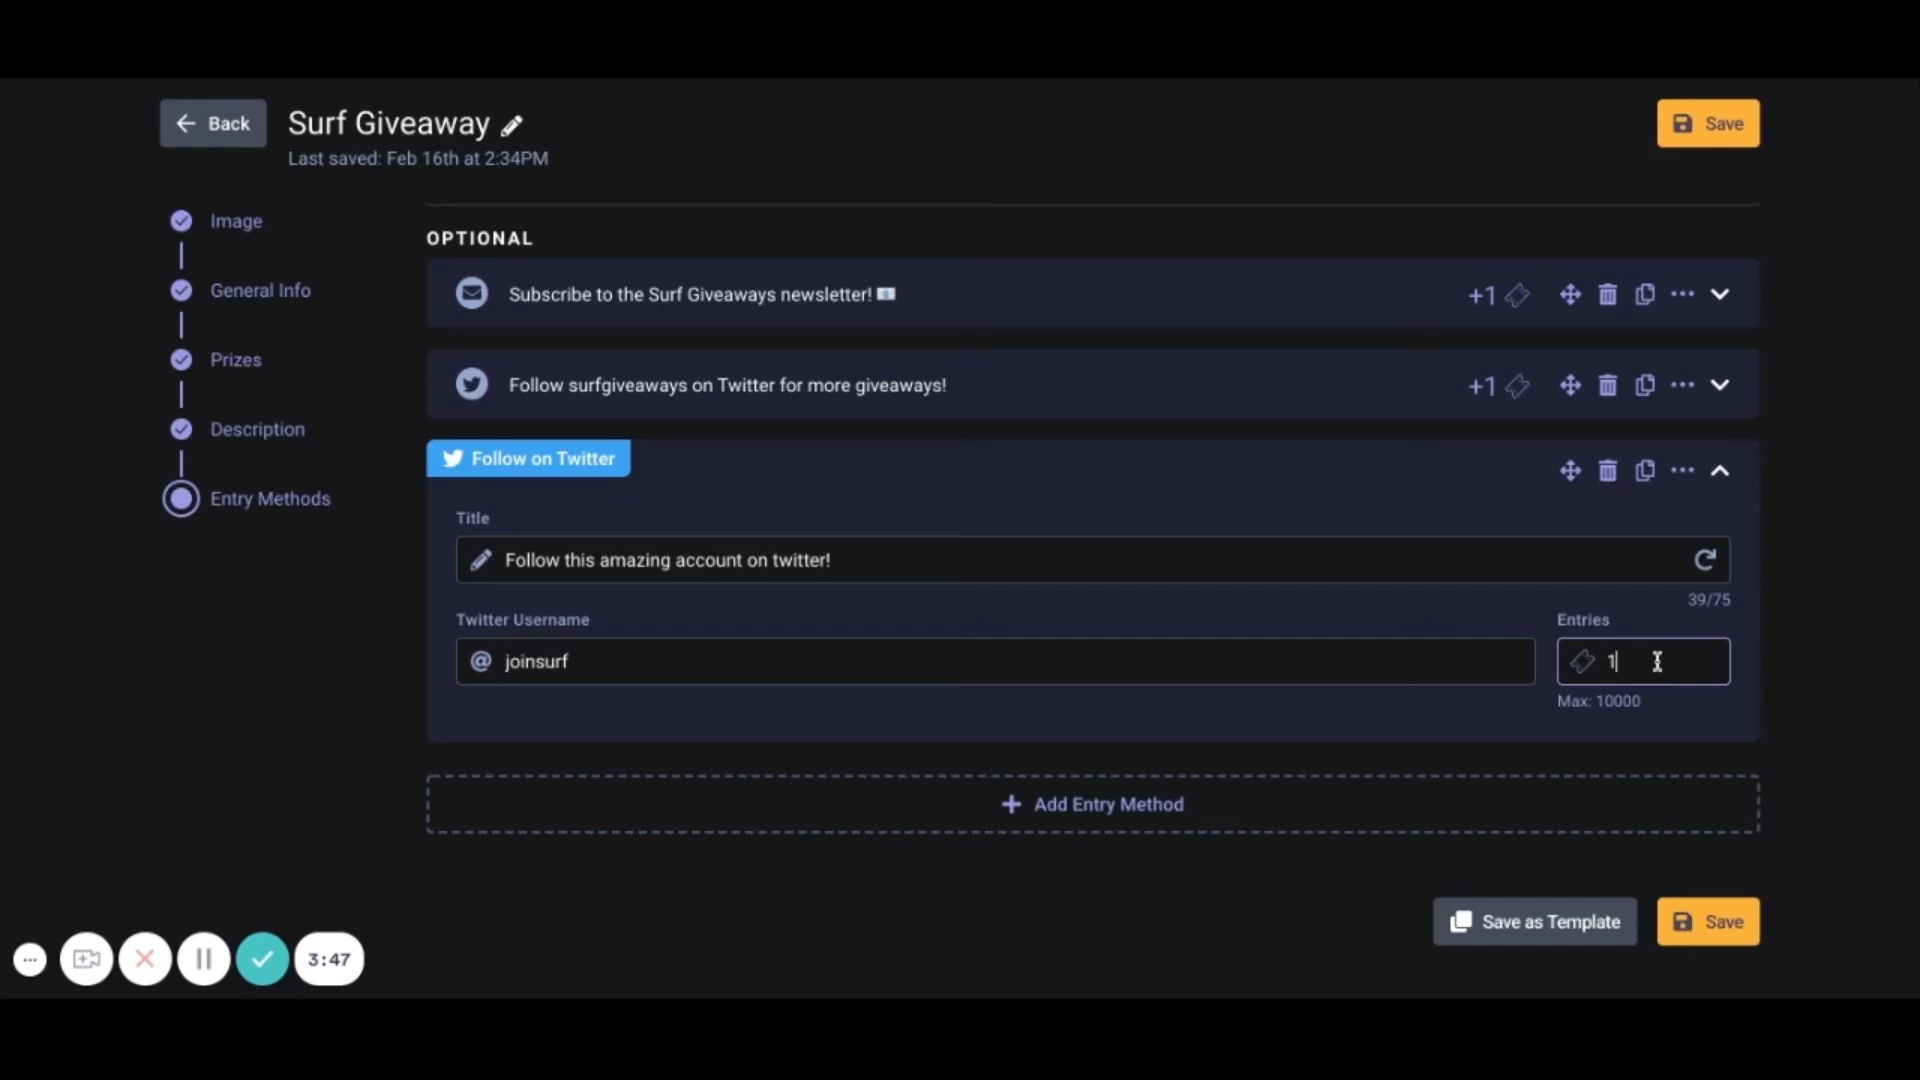 Back
Surf Giveaway
Save
Last saved: Feb 16th at 2:34PM
Image
General Info
Prizes
Description
Entry Methods
OPTIONAL
Subscribe to the Surf Giveaways newsletter! 📧
+1
Follow surfgiveaways on Twitter for more giveaways!
+1
Follow on Twitter
Title
Follow this amazing account on twitter!
39/75
Twitter Username
Entries
@ joinsurf
1
Max: 10000
+ Add Entry Method
Save as Template
Save
3:47